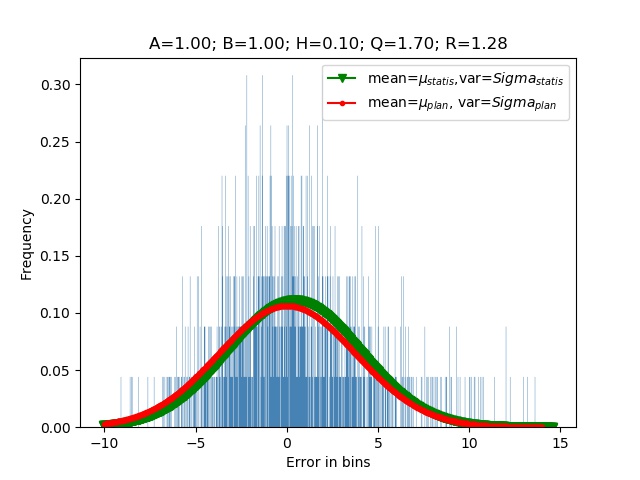 A=1.00; B=1.00; H=0.10; Q=1.70; R=1.28
mean=μstatis,var=Sigmastatis
mean=μplan, var=Sigmaplan
0.30
0.25
0.20
0.15
0.10
0.05
0.00
Frequency
−10 −5 0 5 10 15
Error in bins